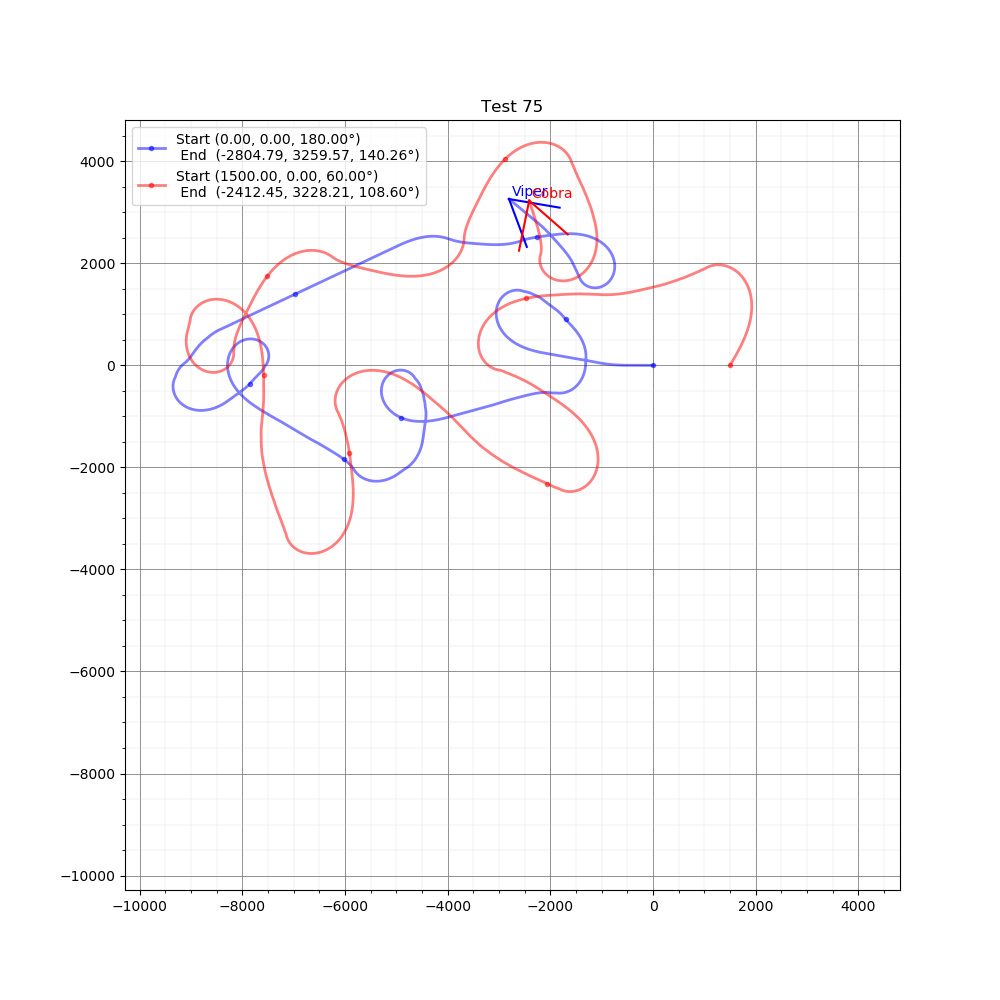 Test 75
Start (0.00, 0.00, 180.00°)
End (-2804.79, 3259.57, 140.26°)
Start (1500.00, 0.00, 60.00°)
End (-2412.45, 3228.21, 108.60°)
Viper
Cobra
4000
2000
0
−2000
−4000
−6000
−8000
−10000
−10000 −8000 −6000 −4000 −2000 0 2000 4000